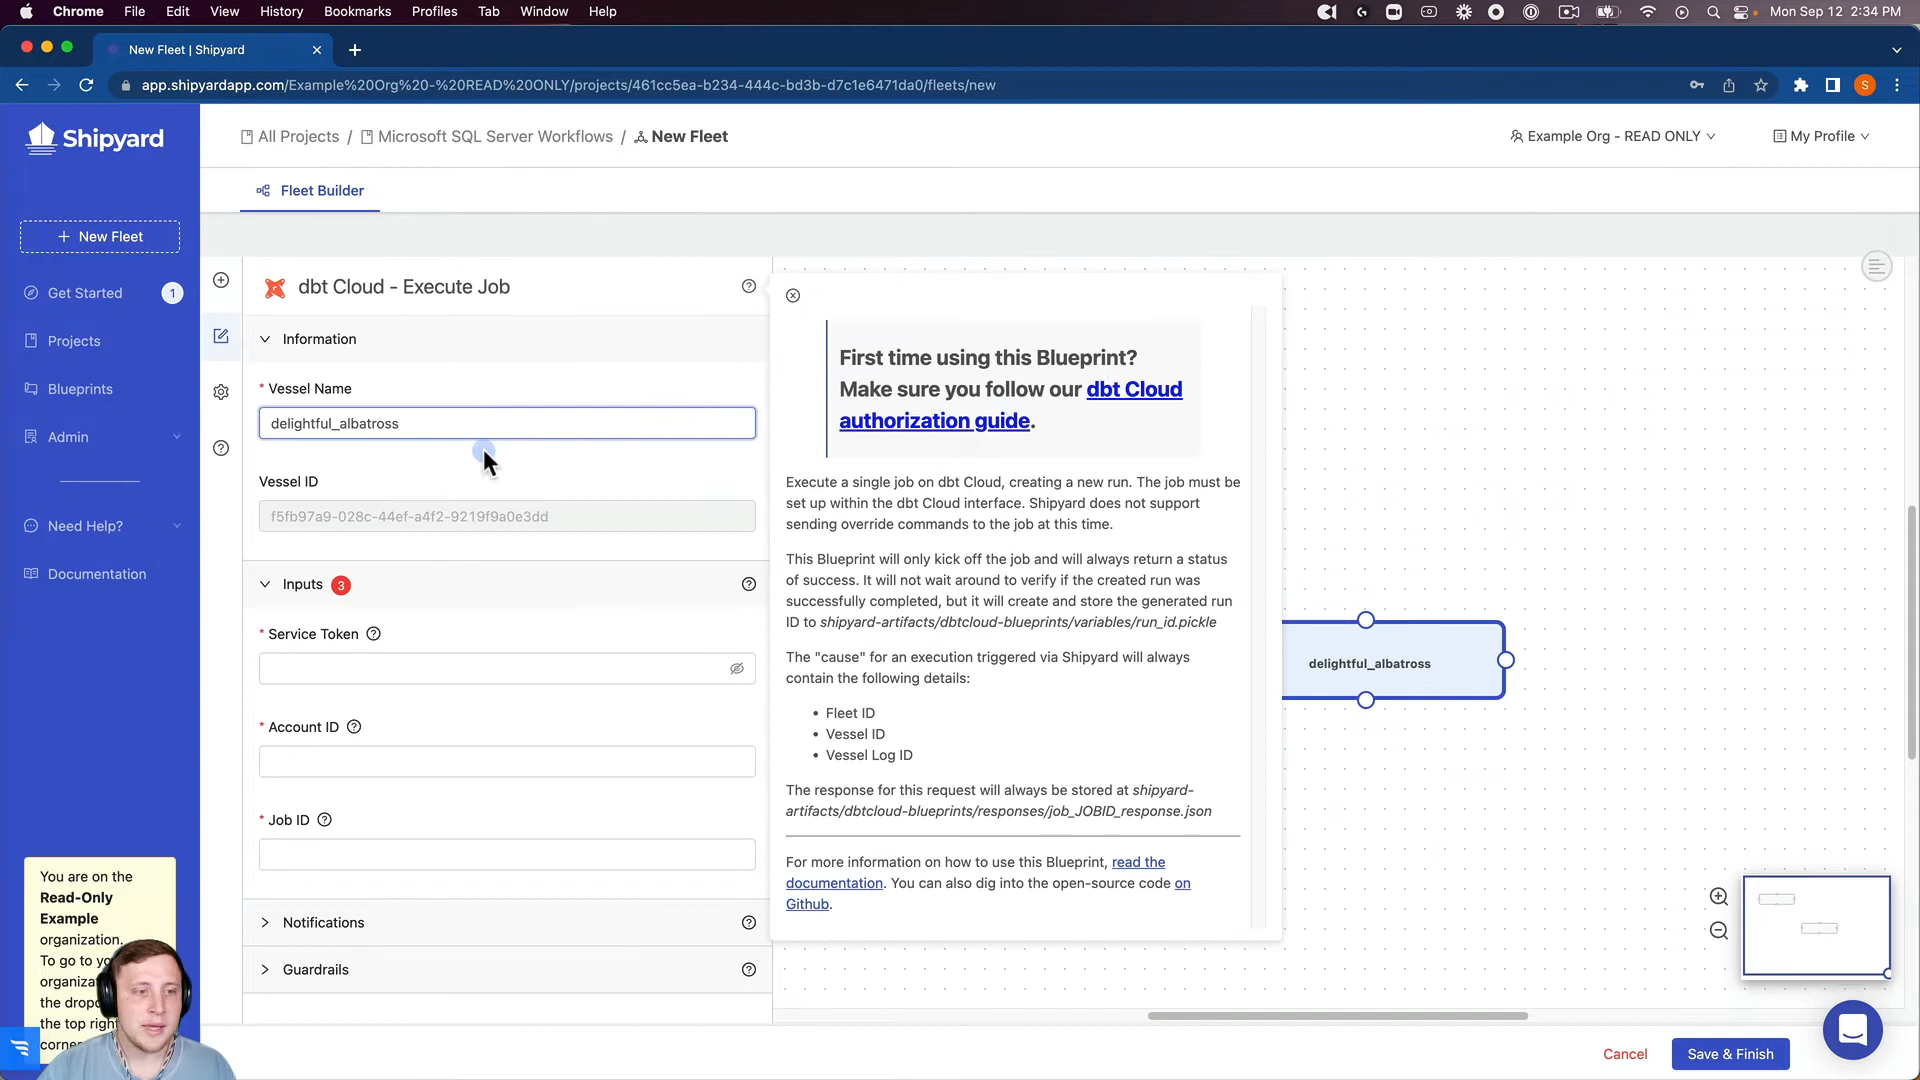 Chrome File Edit View History Bookmarks Profiles Tab Window Help Mon Sep 12 2:34 PM
New Fleet | Shipyard
app.shipyardapp.com/Example%20Org%20-%20READ%20ONLY/projects/461cc5ea-b234-444c-bd3b-d7c1e6471da0/fleets/new S
Shipyard
All Projects / Microsoft SQL Server Workflows / New Fleet
Example Org - READ ONLY
My Profile
Fleet Builder
+ New Fleet
Get Started 1
Projects
Blueprints
Admin
Need Help?
Documentation
You are on the
Read-Only
Example
organization.
To go to yo
organiza
the dropd
the top right
corne
dbt Cloud - Execute Job
Information
* Vessel Name
delightful_albatross
Vessel ID
f5fb97a9-028c-44ef-a4f2-9219f9a0e3dd
Inputs 3
* Service Token
* Account ID
* Job ID
Notifications
Guardrails
First time using this Blueprint?
Make sure you follow our dbt Cloud
authorization guide.
Execute a single job on dbt Cloud, creating a new run. The job must be
set up within the dbt Cloud interface. Shipyard does not support
sending override commands to the job at this time.
This Blueprint will only kick off the job and will always return a status
of success. It will not wait around to verify if the created run was
successfully completed, but it will create and store the generated run
ID to shipyard-artifacts/dbtcloud-blueprints/variables/run_id.pickle
The "cause" for an execution triggered via Shipyard will always
contain the following details:
• Fleet ID
• Vessel ID
• Vessel Log ID
The response for this request will always be stored at shipyard-
artifacts/dbtcloud-blueprints/responses/job_JOBID_response.json
For more information on how to use this Blueprint, read the
documentation. You can also dig into the open-source code on
Github.
delightful_albatross
Cancel
Save & Finish